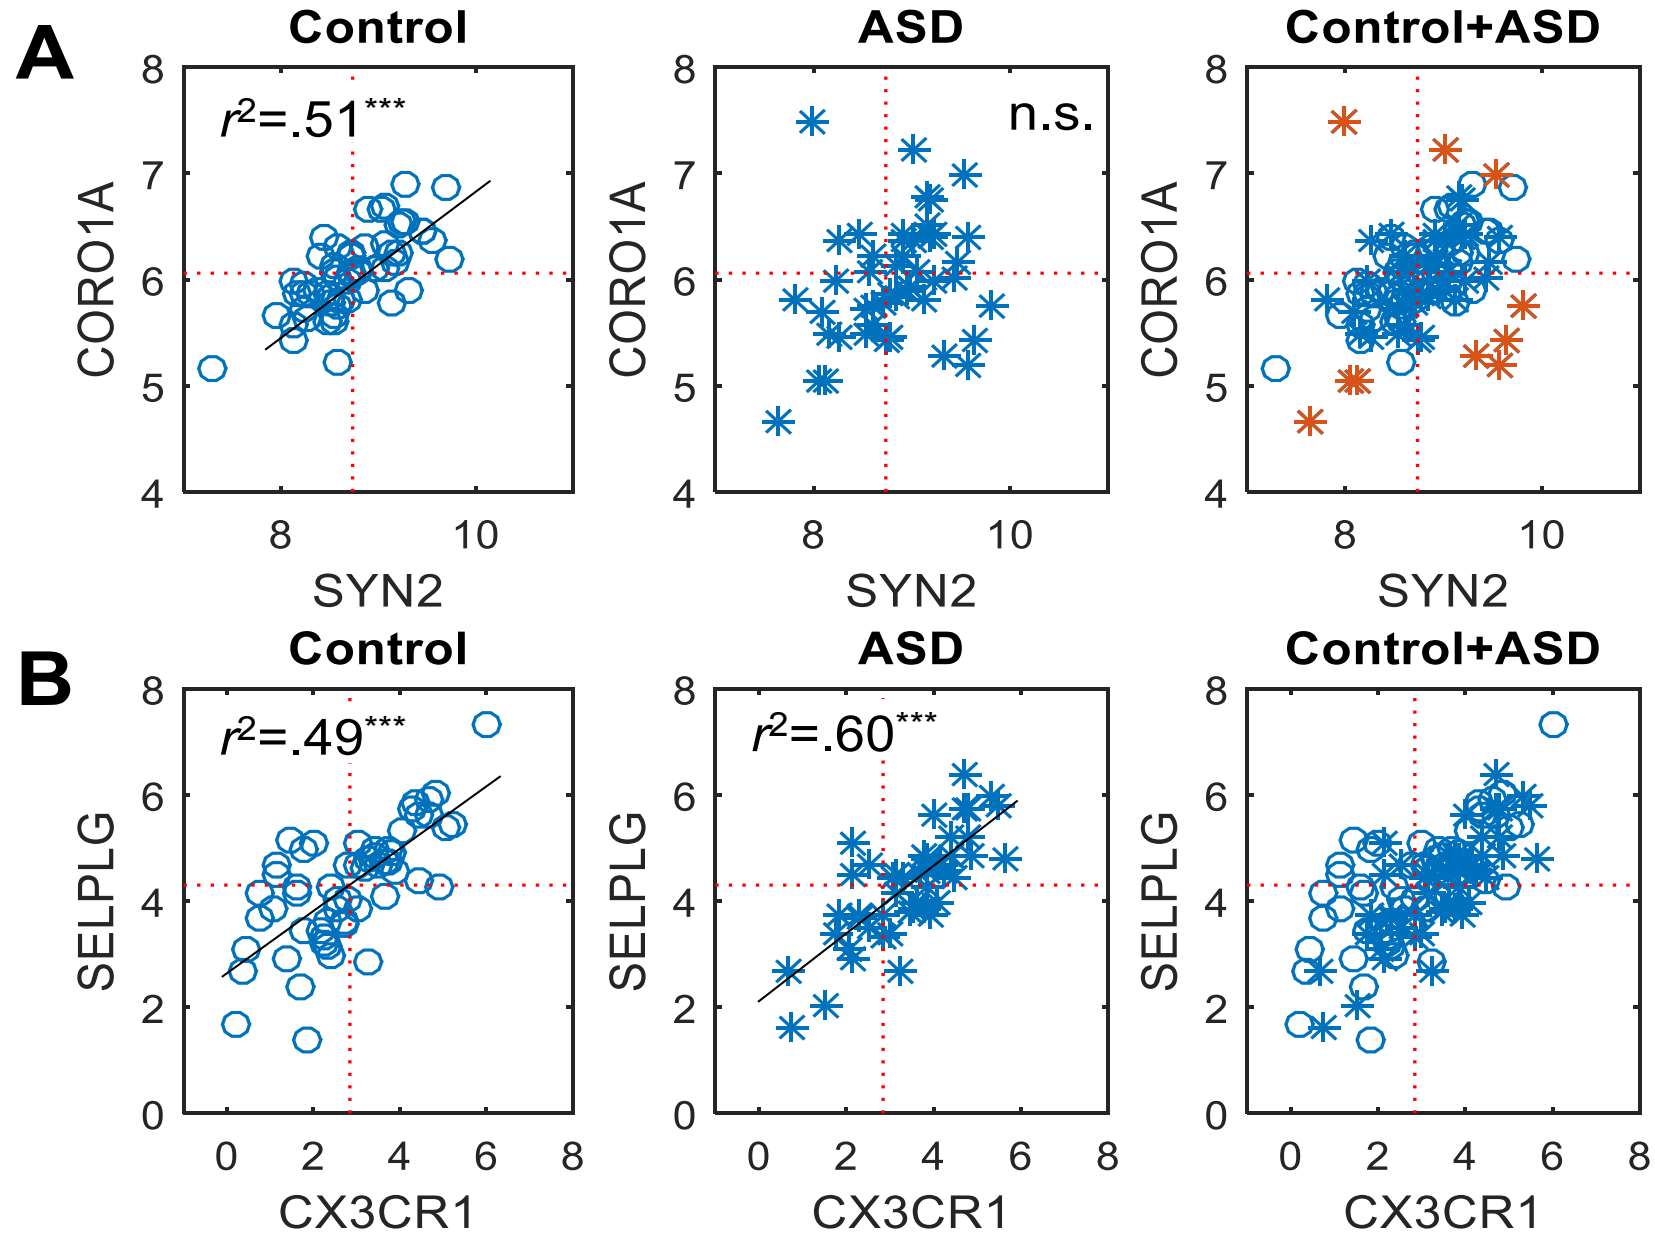 A
Control
ASD
Control+ASD
8
7
6
5
4
r²=.51***
CORO1A
8
10
SYN2
8
7
6
5
4
n.s.
CORO1A
8
10
SYN2
8
7
6
5
4
CORO1A
8
10
SYN2
B
Control
ASD
Control+ASD
8
6
4
2
0
r²=.49***
SELPLG
0
2
4
6
8
CX3CR1
8
6
4
2
0
r²=.60***
SELPLG
0
2
4
6
8
CX3CR1
8
6
4
2
0
SELPLG
0
2
4
6
8
CX3CR1